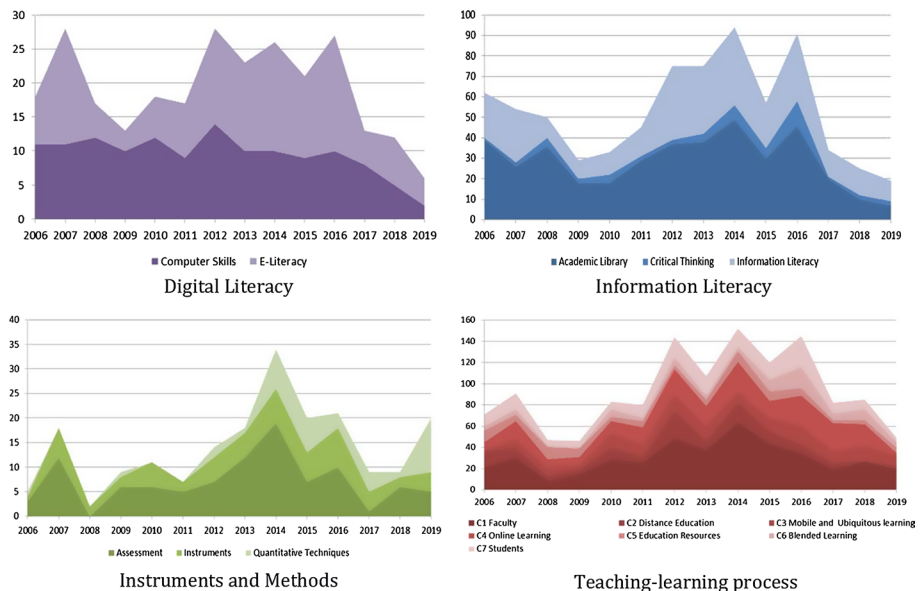 30
25
20
15
10
5
0
2006 2007 2008 2009 2010 2011 2012 2013 2014 2015 2016 2017 2018 2019
Computer Skills E-Literacy
Digital Literacy
100
90
80
70
60
50
40
30
20
10
0
2006 2007 2008 2009 2010 2011 2012 2013 2014 2015 2016 2017 2018 2019
Academic Library Critical Thinking Information Literacy
Information Literacy
40
35
30
25
20
15
10
5
0
2006 2007 2008 2009 2010 2011 2012 2013 2014 2015 2016 2017 2018 2019
Assessment Instruments Quantitative Techniques
Instruments and Methods
160
140
120
100
80
60
40
20
0
2006 2007 2008 2009 2010 2011 2012 2013 2014 2015 2016 2017 2018 2019
C1 Faculty C2 Distance Education C3 Mobile and Ubiquitous learning
C4 Online Learning C5 Education Resources C6 Blended Learning
C7 Students
Teaching-learning process